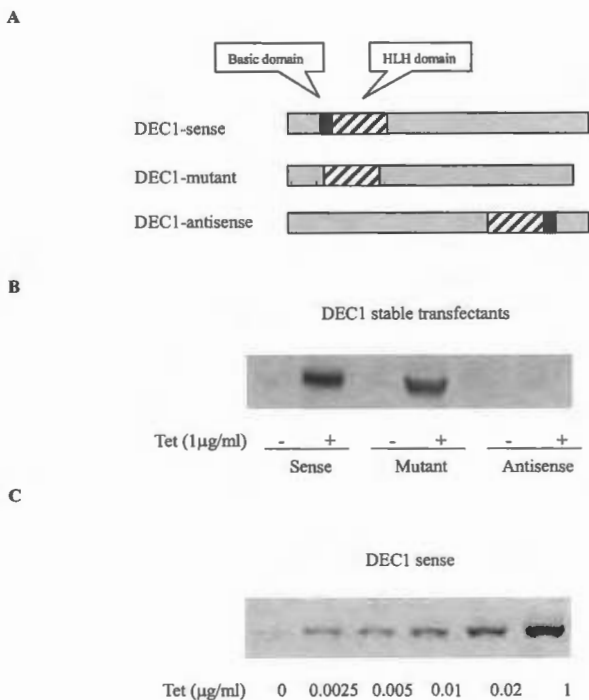 A
Basic domain HLH domain
DEC1-sense
DEC1-mutant
DEC1-antisense
B
DEC1 stable transfectants
Tet (1μg/ml) - + - + - +
Sense Mutant Antisense
C
DEC1 sense
Tet (μg/ml) 0 0.0025 0.005 0.01 0.02 1